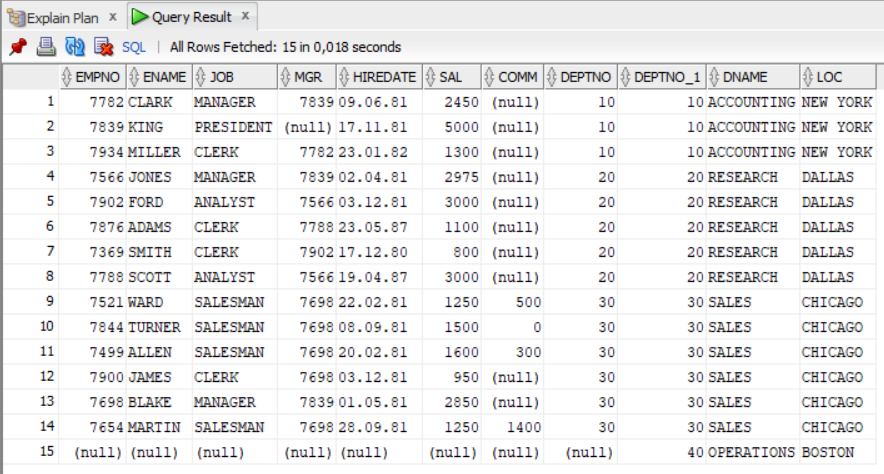 Explain Plan x Query Result x
SQL | All Rows Fetched: 15 in 0,018 seconds
EMPNO ENAME JOB MGR HIREDATE SAL COMM DEPTNO DEPTNO_1 DNAME LOC
1 7782 CLARK MANAGER 7839 09.06.81 2450 (null) 10 10 ACCOUNTING NEW YORK
2 7839 KING PRESIDENT (null) 17.11.81 5000 (null) 10 10 ACCOUNTING NEW YORK
3 7934 MILLER CLERK 7782 23.01.82 1300 (null) 10 10 ACCOUNTING NEW YORK
4 7566 JONES MANAGER 7839 02.04.81 2975 (null) 20 20 RESEARCH DALLAS
5 7902 FORD ANALYST 7566 03.12.81 3000 (null) 20 20 RESEARCH DALLAS
6 7876 ADAMS CLERK 7788 23.05.87 1100 (null) 20 20 RESEARCH DALLAS
7 7369 SMITH CLERK 7902 17.12.80 800 (null) 20 20 RESEARCH DALLAS
8 7788 SCOTT ANALYST 7566 19.04.87 3000 (null) 20 20 RESEARCH DALLAS
9 7521 WARD SALESMAN 7698 22.02.81 1250 500 30 30 SALES CHICAGO
10 7844 TURNER SALESMAN 7698 08.09.81 1500 0 30 30 SALES CHICAGO
11 7499 ALLEN SALESMAN 7698 20.02.81 1600 300 30 30 SALES CHICAGO
12 7900 JAMES CLERK 7698 03.12.81 950 (null) 30 30 SALES CHICAGO
13 7698 BLAKE MANAGER 7839 01.05.81 2850 (null) 30 30 SALES CHICAGO
14 7654 MARTIN SALESMAN 7698 28.09.81 1250 1400 30 30 SALES CHICAGO
15 (null) (null) (null) (null) (null) (null) (null) (null) 40 OPERATIONS BOSTON